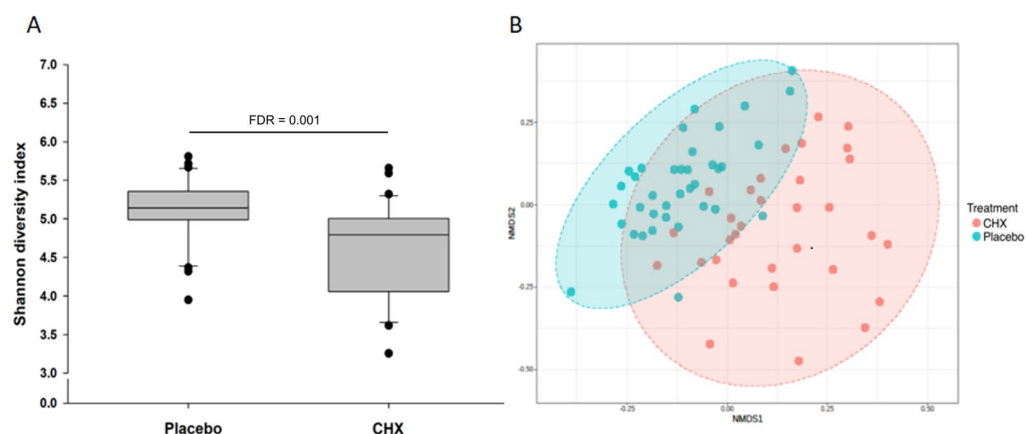 A
B
Shannon diversity index
7.0
6.5
6.0
5.5
5.0
4.5
4.0
3.5
3.0
0.0
FDR = 0.001
Placebo
CHX
NMDS2
0.25
0.00
-0.25
-0.50
-0.25
0.00
0.25
0.50
NMDS1
Treatment
CHX
Placebo